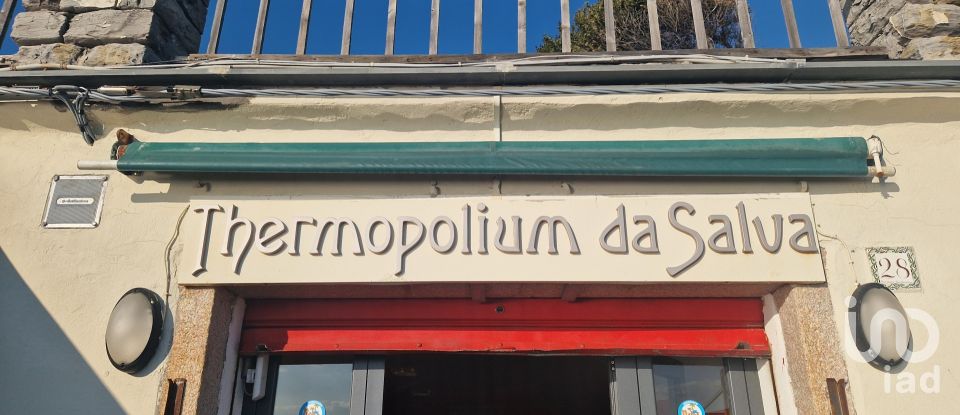 Thermopolium da Salva
28
iad